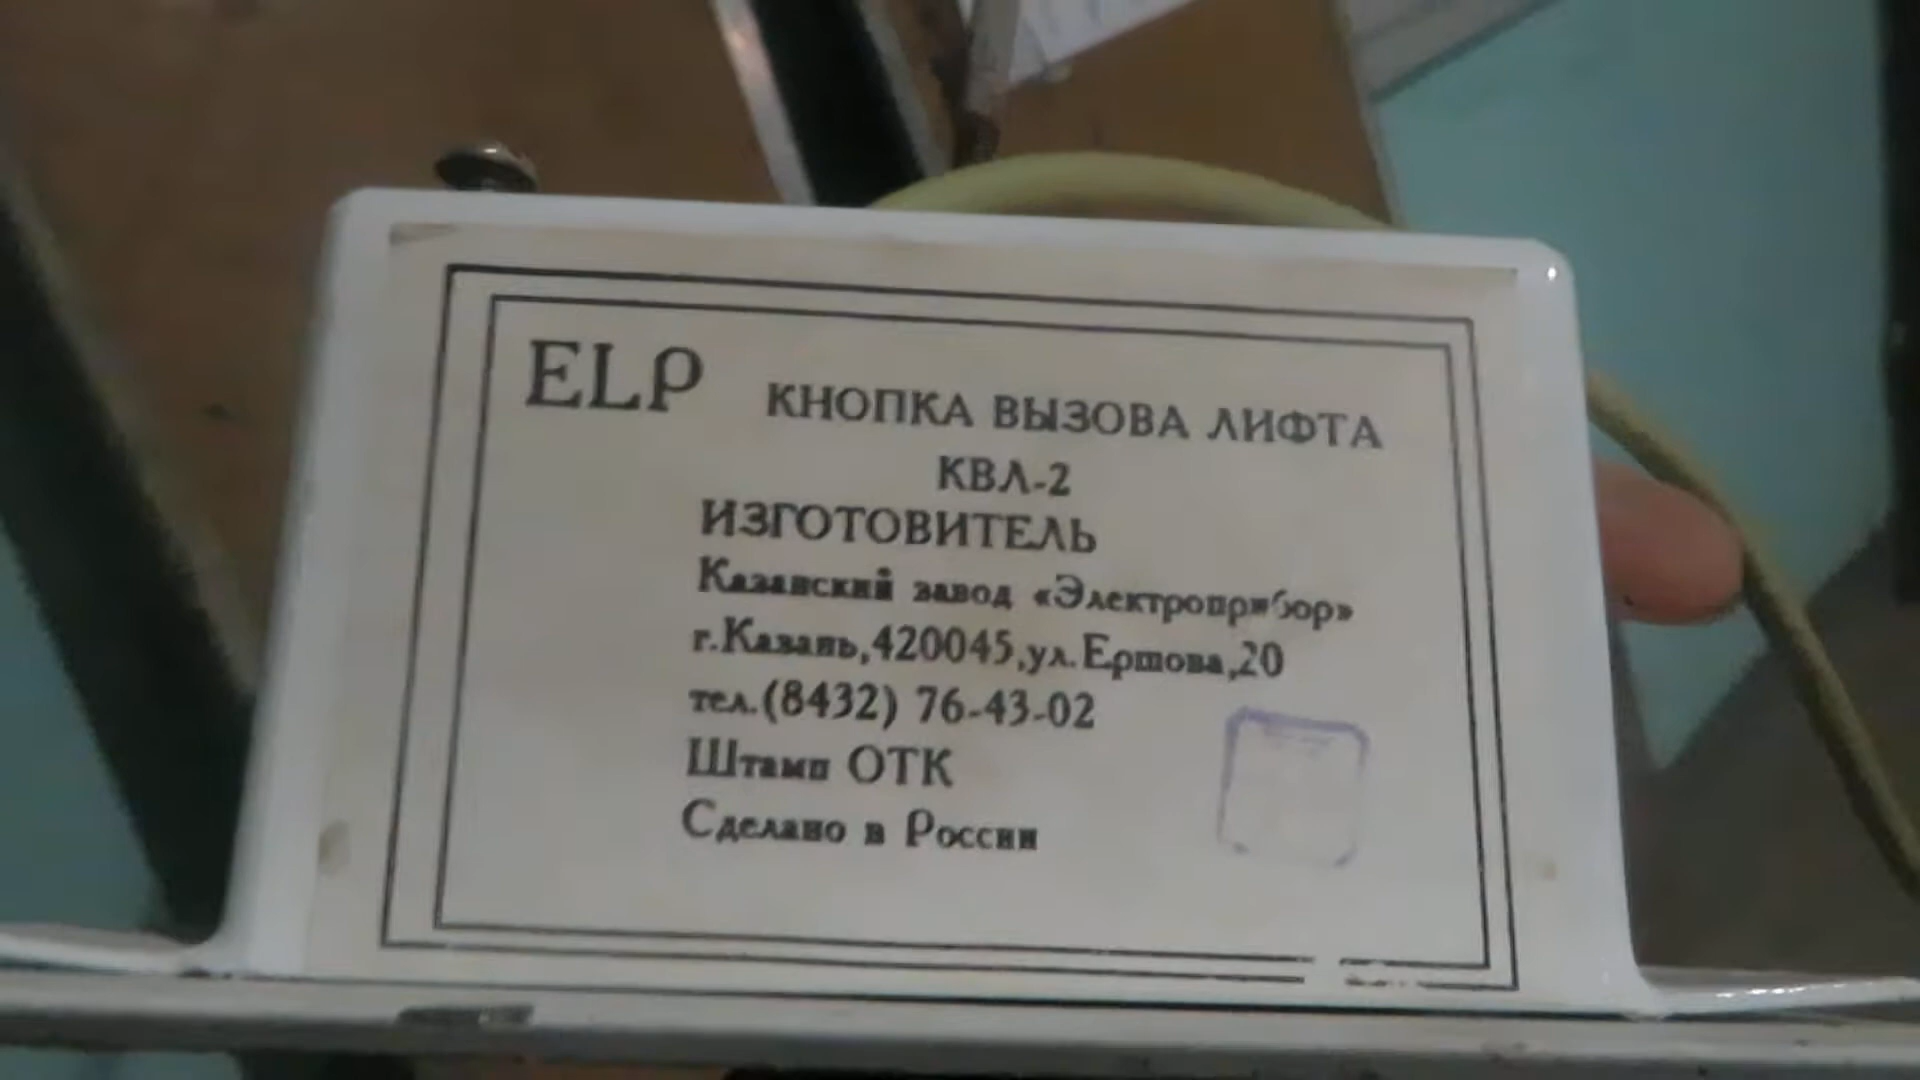 ELP КНОПКА ВЫЗОВА ЛИФТА
КВЛ-2
ИЗГОТОВИТЕЛЬ
Казанский завод «Электроприбор»
г.Казань,420045,ул.Ершова,20
тел.(8432) 76-43-02
Штамп ОТК
Сделано в России